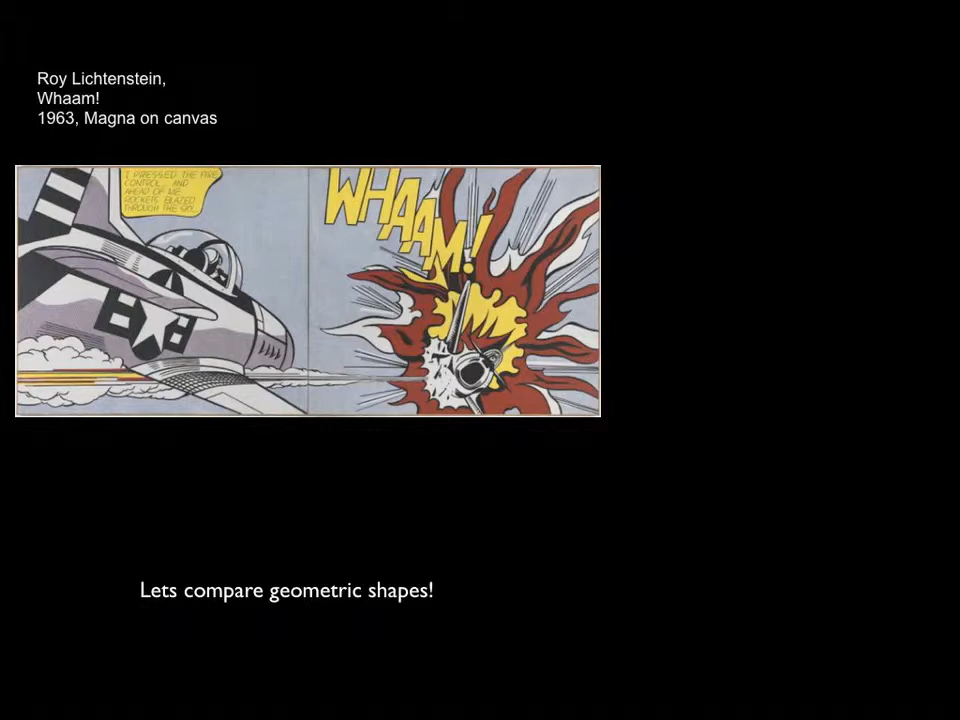 Roy Lichtenstein,
Whaam!
1963, Magna on canvas
I PRESSED THE FIRE
CONTROL... AND
AHEAD OF ME
ROCKETS BLAZED
THROUGH THE SKY...
WHAAM!
Lets compare geometric shapes!